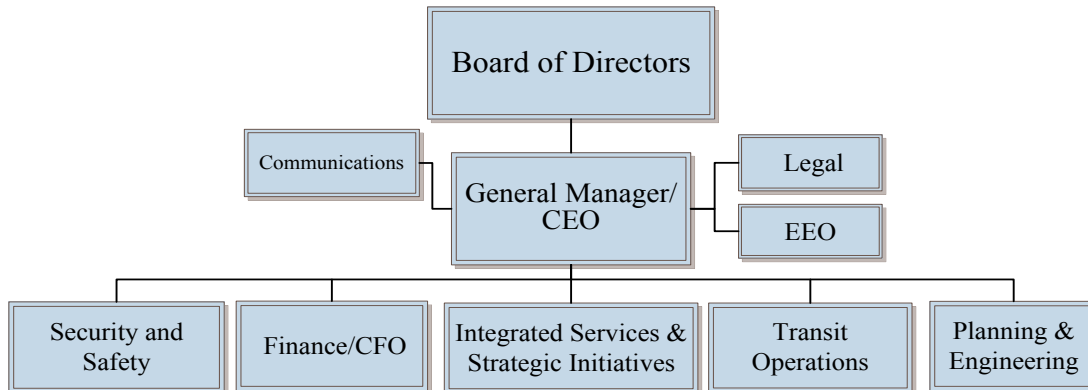 Board of Directors
Communications
General Manager/
CEO
Legal
EEO
Security and
Safety
Finance/CFO
Integrated Services &
Strategic Initiatives
Transit
Operations
Planning &
Engineering